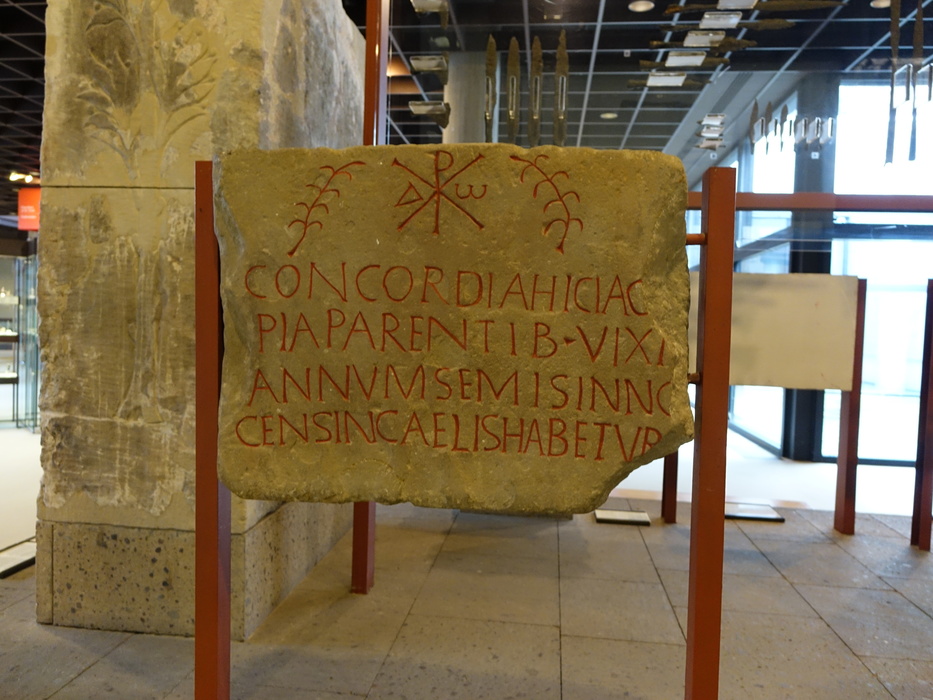 Α☧ω
CONCORDIAHICIAC
PIAPARENTIB·VIXI
ANNVMSEMISINNO
CENSINCAELISHABETVR